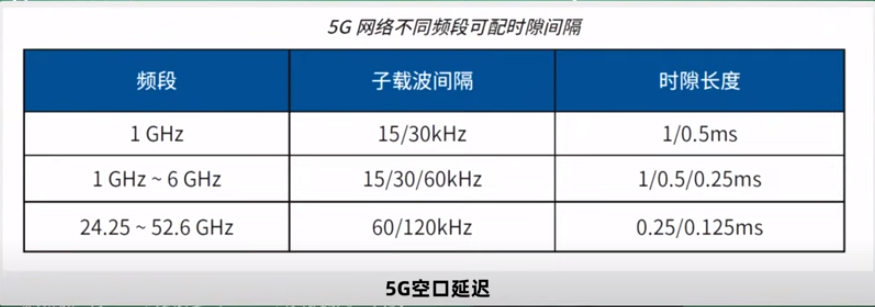 5G 网络不同频段可配时隙间隔
频段 子载波间隔 时隙长度
1 GHz 15/30kHz 1/0.5ms
1 GHz ~ 6 GHz 15/30/60kHz 1/0.5/0.25ms
24.25 ~ 52.6 GHz 60/120kHz 0.25/0.125ms
5G空口延迟